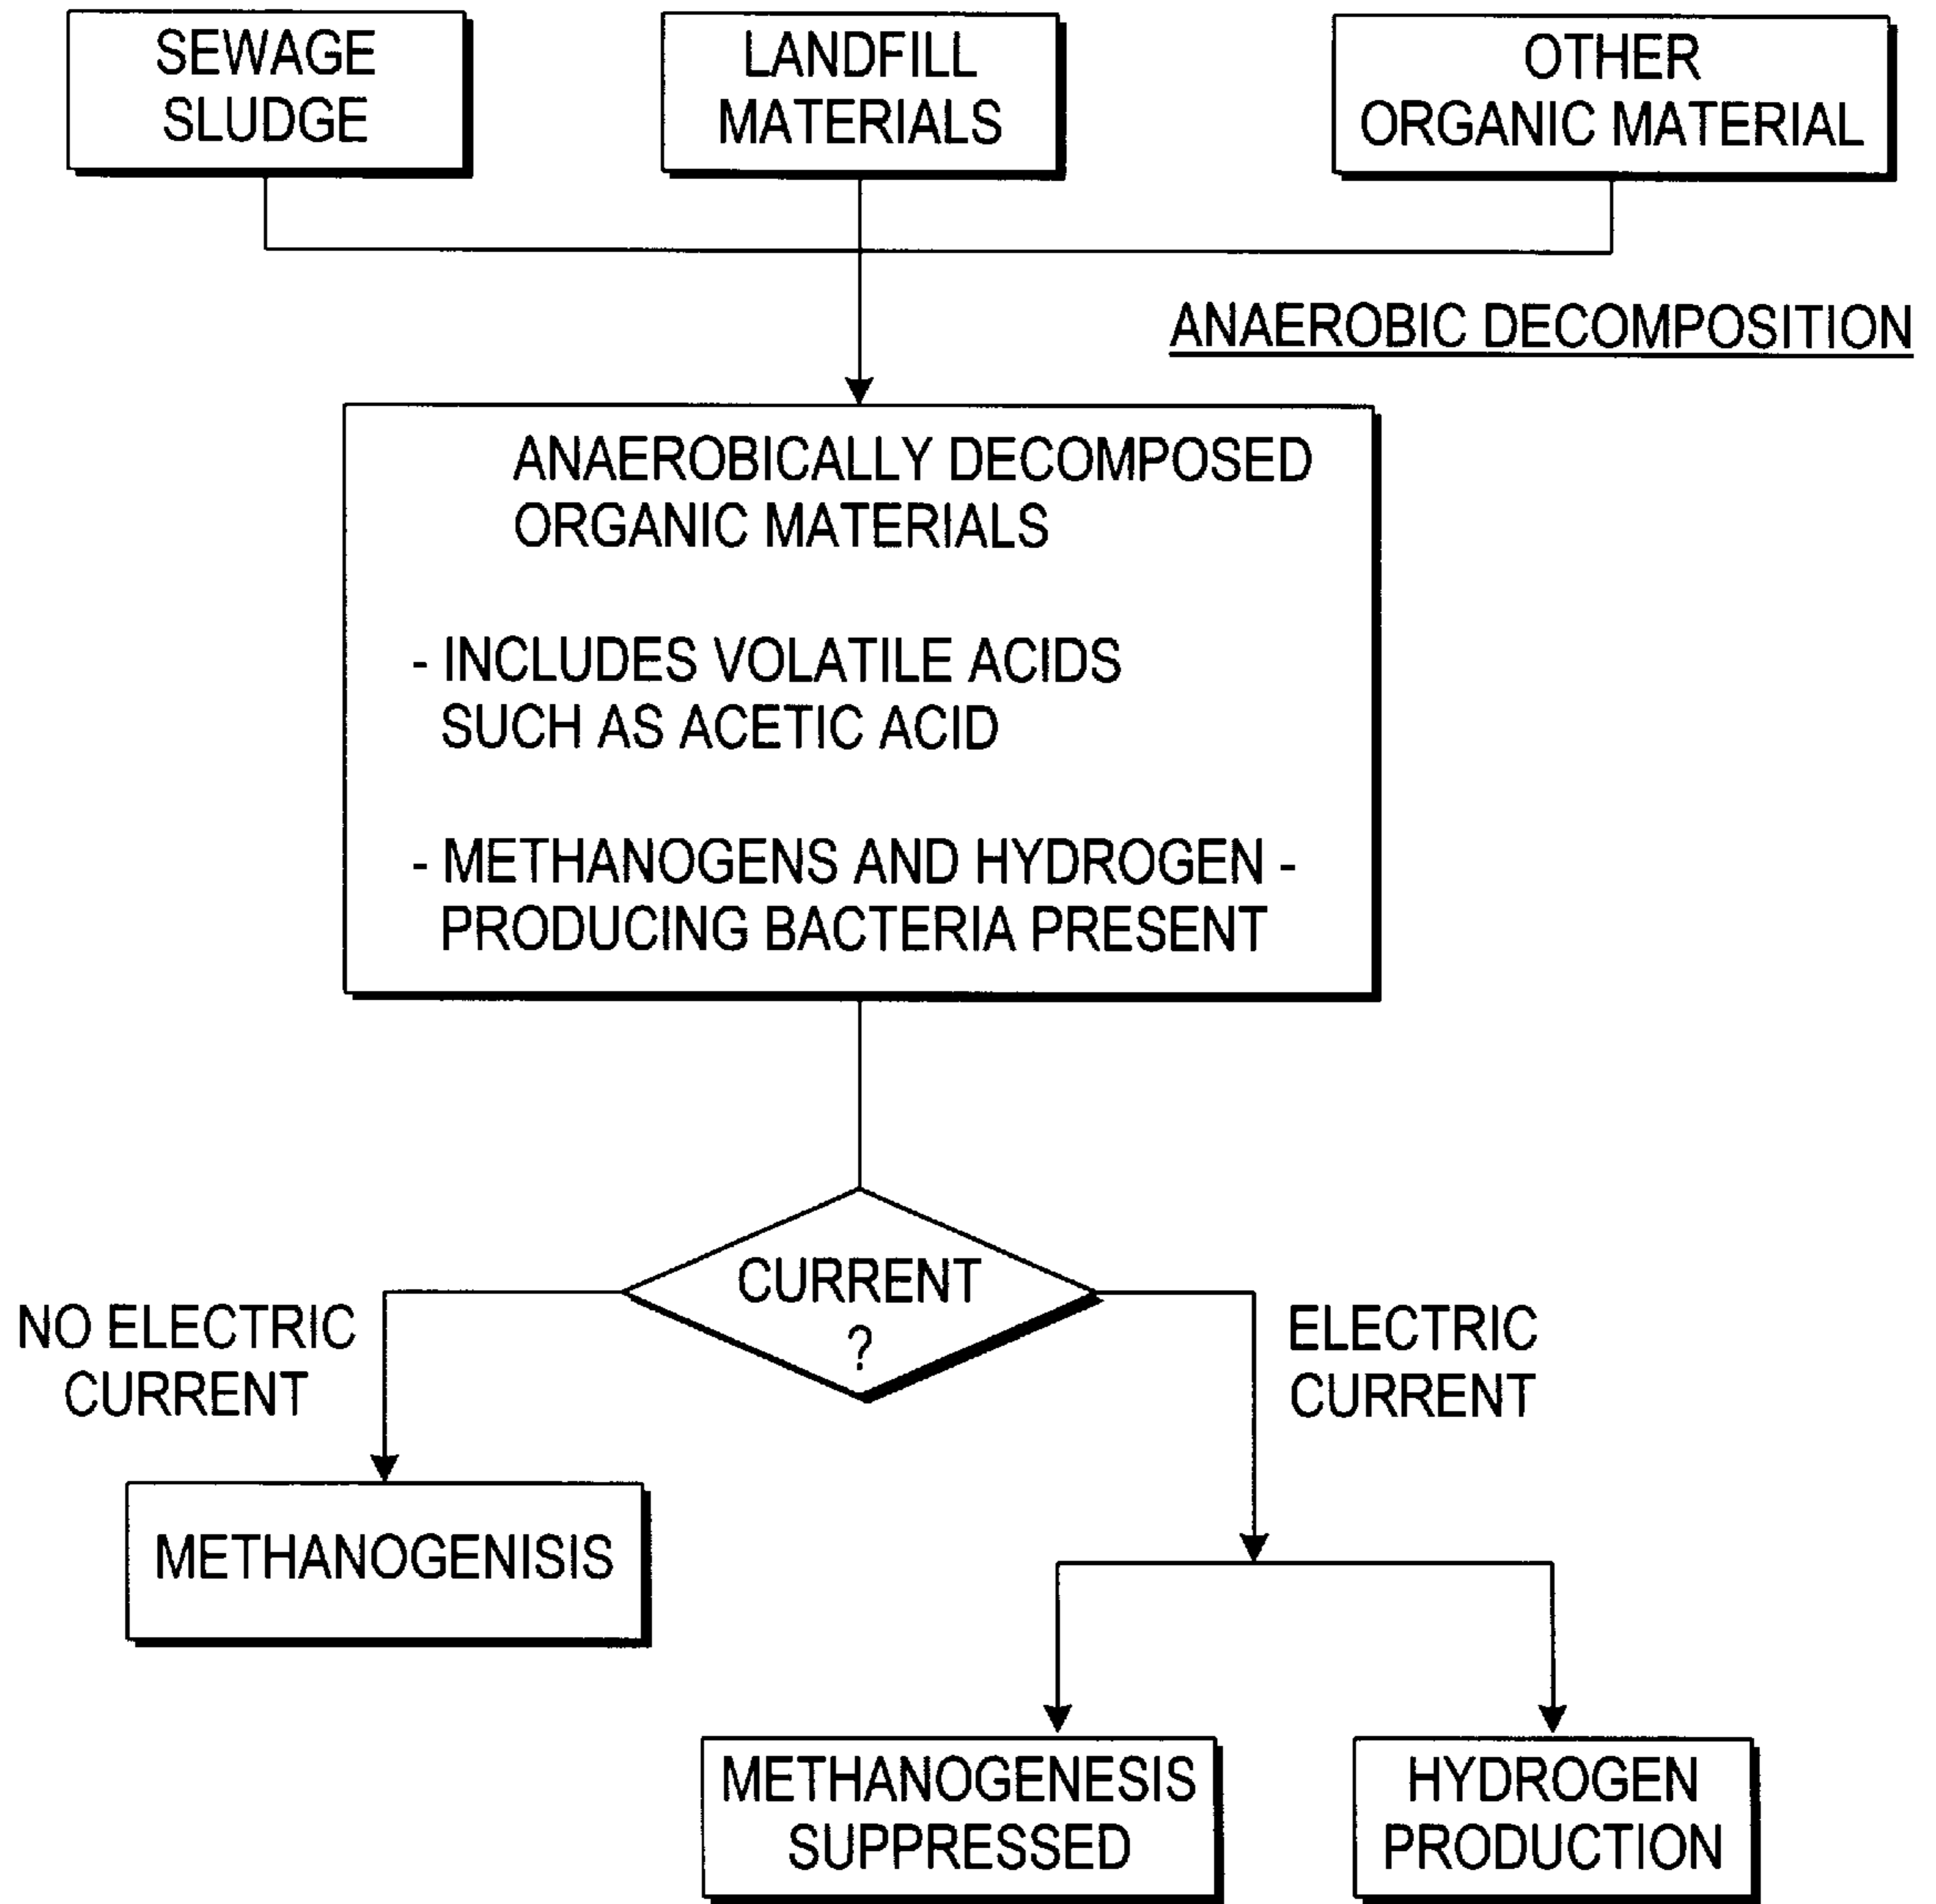 SEWAGE
SLUDGE
LANDFILL
MATERIALS
OTHER
ORGANIC MATERIAL
ANAEROBIC DECOMPOSITION
ANAEROBICALLY DECOMPOSED
ORGANIC MATERIALS
- INCLUDES VOLATILE ACIDS
SUCH AS ACETIC ACID
- METHANOGENS AND HYDROGEN -
PRODUCING BACTERIA PRESENT
CURRENT
?
NO ELECTRIC
CURRENT
ELECTRIC
CURRENT
METHANOGENISIS
METHANOGENESIS
SUPPRESSED
HYDROGEN
PRODUCTION